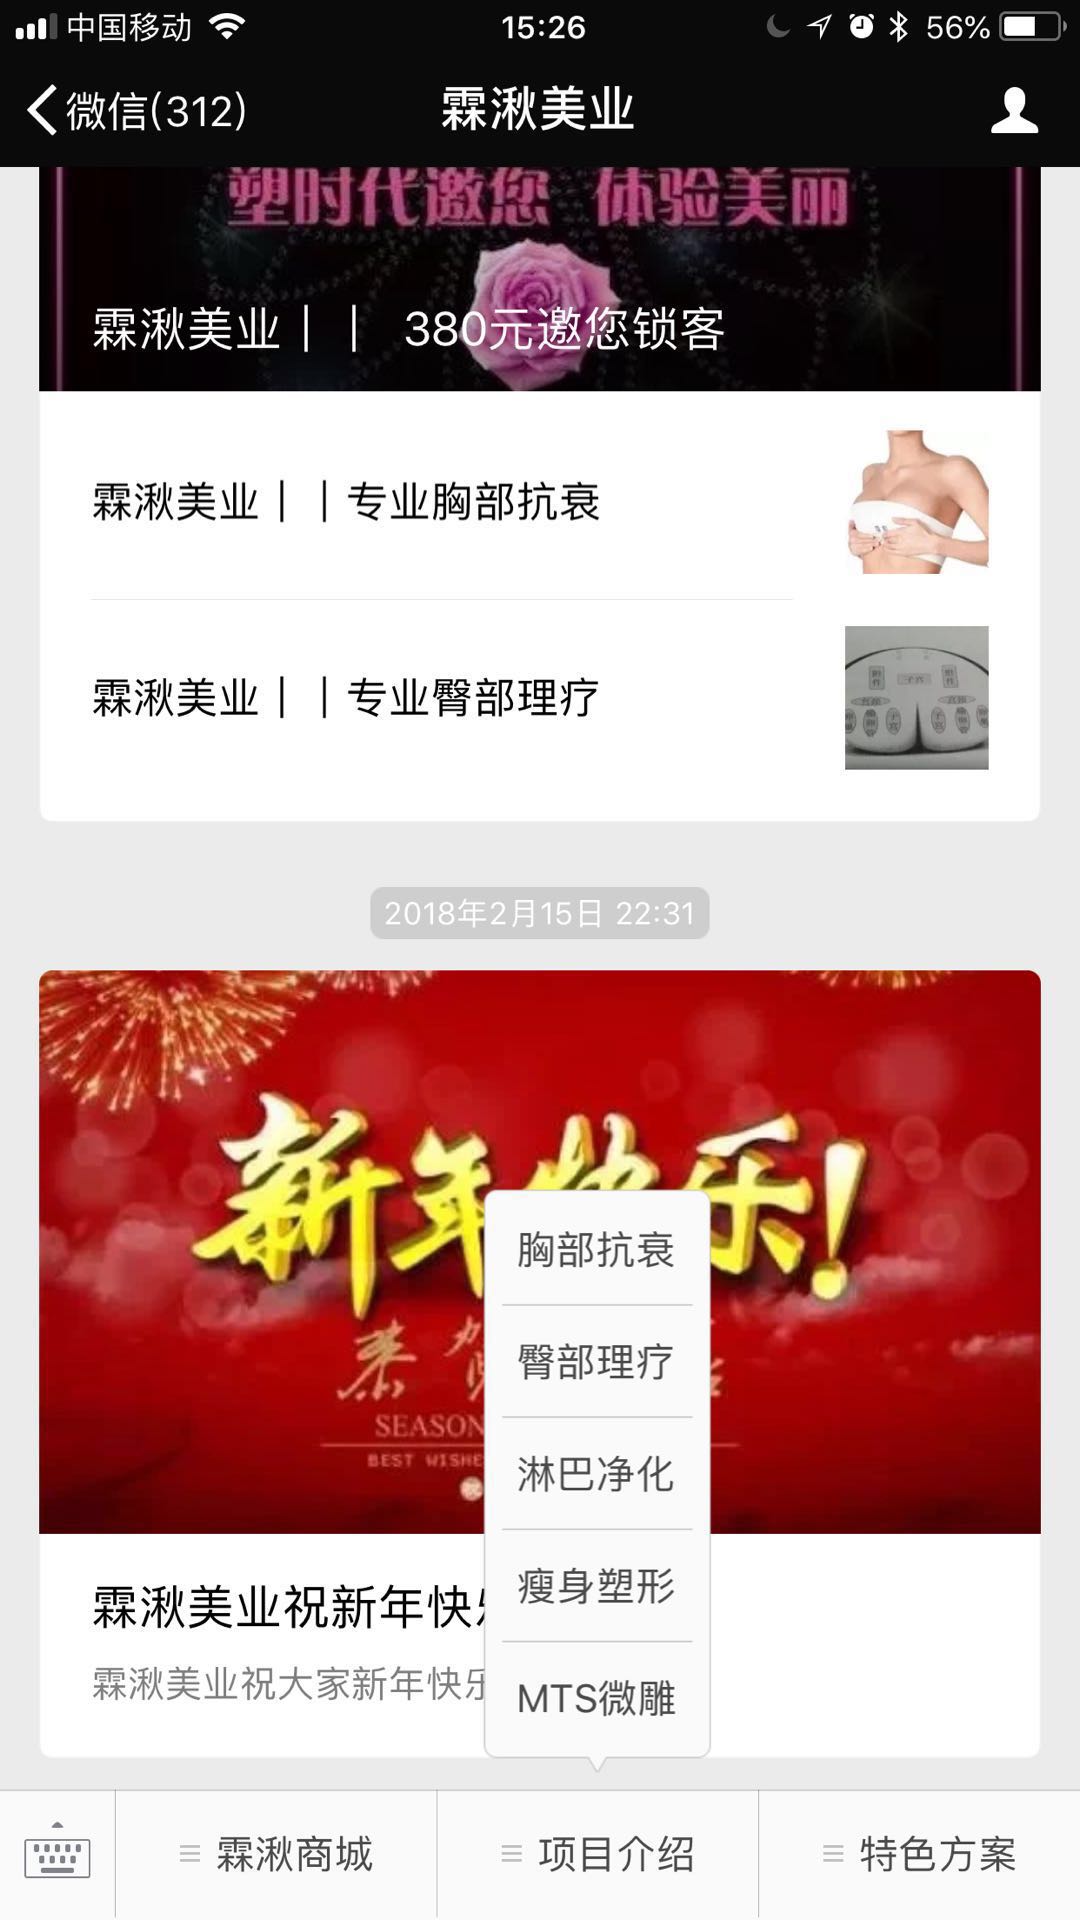 中国移动
15:26
56%
微信(312)
霖湫美业
塑时代邀您 体验美丽
霖湫美业｜｜ 380元邀您锁客
霖湫美业｜｜专业胸部抗衰
霖湫美业｜｜专业臀部理疗
子宫
2018年2月15日 22:31
新年快乐!
恭贺
SEASON
BEST WISHE
霖湫美业祝新年快乐
霖湫美业祝大家新年快乐
胸部抗衰
臀部理疗
淋巴净化
瘦身塑形
MTS微雕
霖湫商城
项目介绍
特色方案